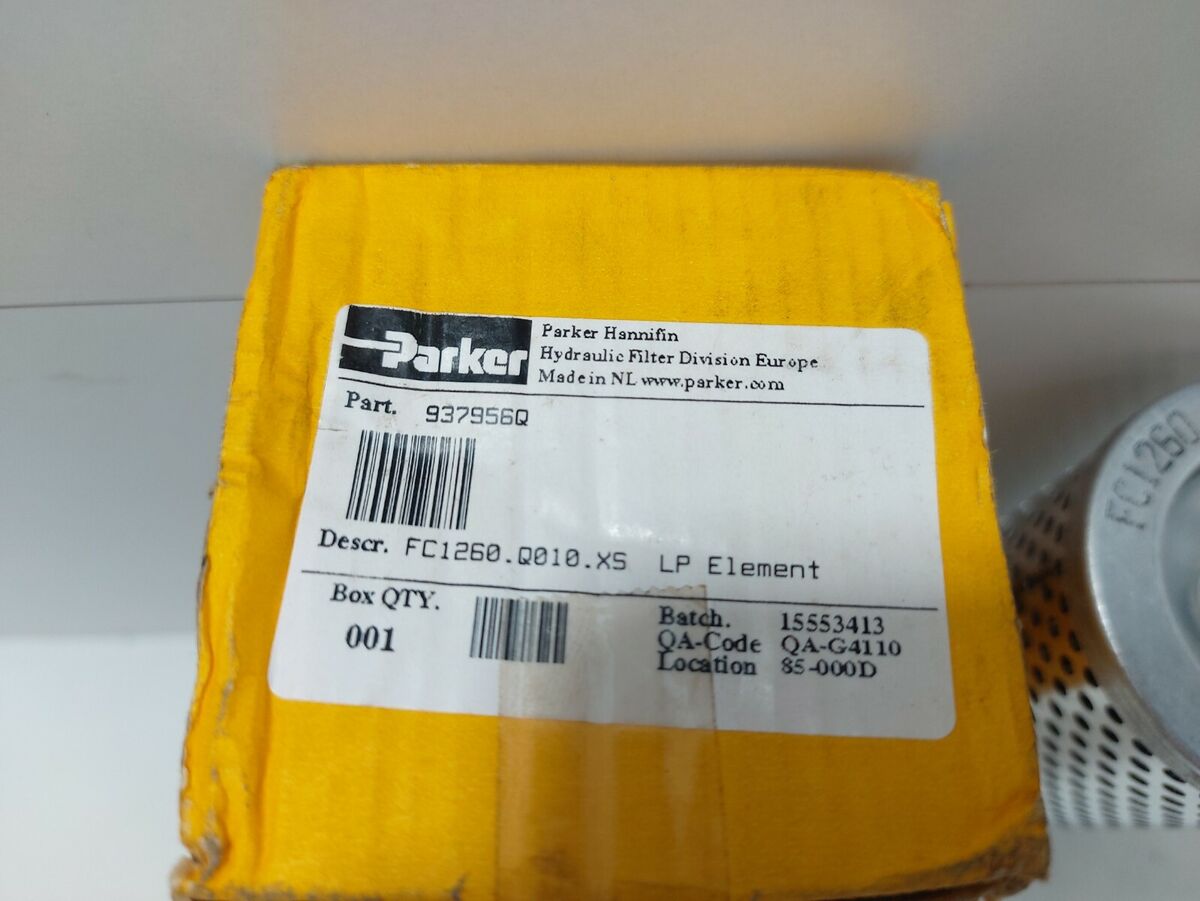 Parker
Parker Hannifin
Hydraulic Filter Division Europe
Made in NL www.parker.com
Part. 937956Q
Descr. FC1260.Q010.XS LP Element
Box QTY.
001
Batch. 15553413
QA-Code QA-G4110
Location 85-000D
FC1260